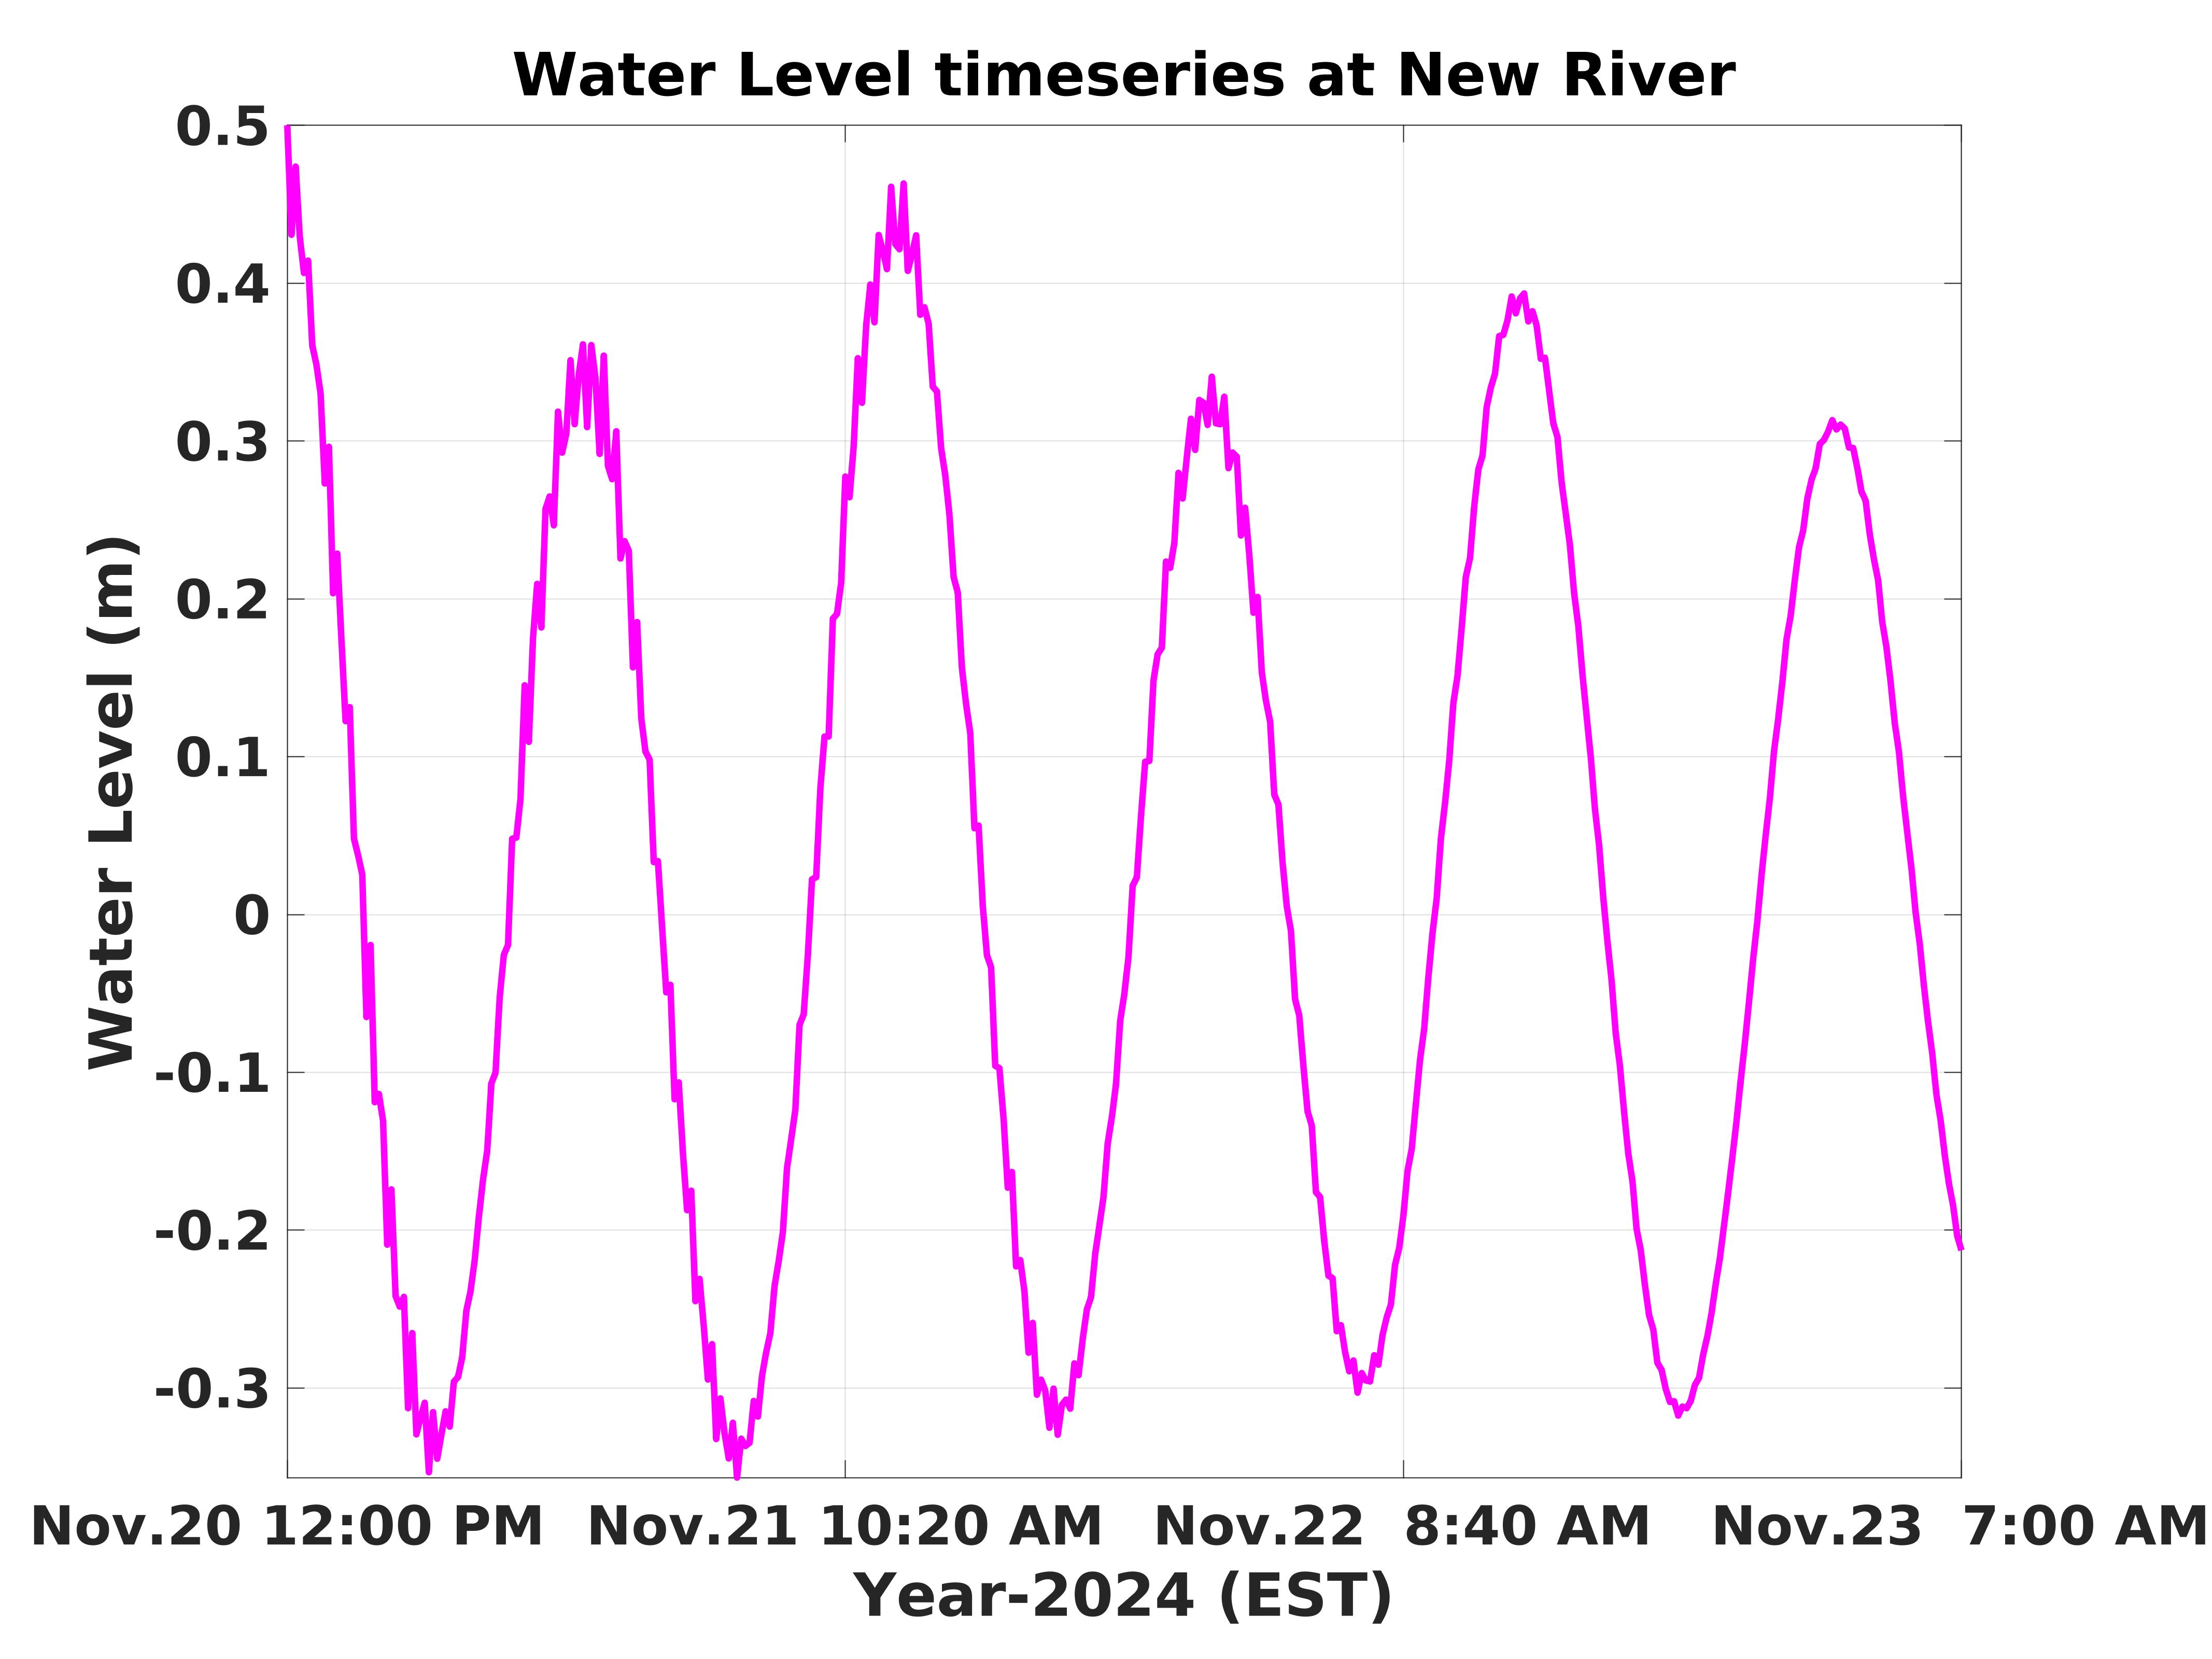 Water Level timeseries at New River
0.5
0.4
0.3
0.2
0.1
0
-0.1
-0.2
-0.3
Water Level (m)
Nov.20 12:00 PM Nov.21 10:20 AM Nov.22 8:40 AM Nov.23 7:00 AM
Year-2024 (EST)